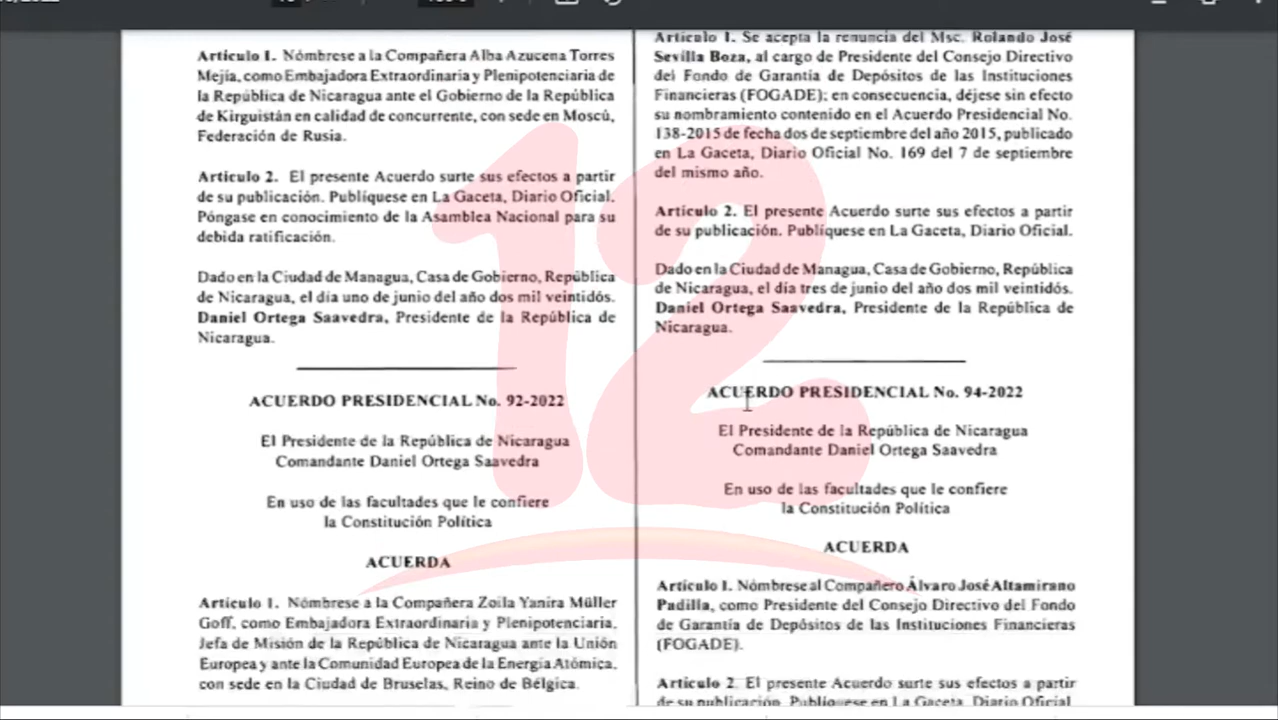 Artículo 1. Nómbrese a la Compañera Alba Azucena Torres
Mejía, como Embajadora Extraordinaria y Plenipotenciaria de
la República de Nicaragua ante el Gobierno de la República
de Kirguistán en calidad de concurrente, con sede en Moscú,
Federación de Rusia.
Artículo 2. El presente Acuerdo surte sus efectos a partir
de su publicación. Publíquese en La Gaceta, Diario Oficial.
Póngase en conocimiento de la Asamblea Nacional para su
debida ratificación.
Dado en la Ciudad de Managua, Casa de Gobierno, República
de Nicaragua, el día uno de junio del año dos mil veintidós.
Daniel Ortega Saavedra, Presidente de la República de
Nicaragua.
ACUERDO PRESIDENCIAL No. 92-2022
El Presidente de la República de Nicaragua
Comandante Daniel Ortega Saavedra
En uso de las facultades que le confiere
la Constitución Política
ACUERDA
Artículo 1. Nómbrese a la Compañera Zoila Yanira Müller
Goff, como Embajadora Extraordinaria y Plenipotenciaria,
Jefa de Misión de la República de Nicaragua ante la Unión
Europea y ante la Comunidad Europea de la Energía Atómica,
con sede en la Ciudad de Bruselas, Reino de Bélgica.
Artículo 1. Se acepta la renuncia del Msc. Rolando José
Sevilla Boza, al cargo de Presidente del Consejo Directivo
del Fondo de Garantía de Depósitos de las Instituciones
Financieras (FOGADE); en consecuencia, déjese sin efecto
su nombramiento contenido en el Acuerdo Presidencial No.
138-2015 de fecha dos de septiembre del año 2015, publicado
en La Gaceta, Diario Oficial No. 169 del 7 de septiembre
del mismo año.
Artículo 2. El presente Acuerdo surte sus efectos a partir
de su publicación. Publíquese en La Gaceta, Diario Oficial.
Dado en la Ciudad de Managua, Casa de Gobierno, República
de Nicaragua, el día tres de junio del año dos mil veintidós.
Daniel Ortega Saavedra, Presidente de la República de
Nicaragua.
ACUERDO PRESIDENCIAL No. 94-2022
El Presidente de la República de Nicaragua
Comandante Daniel Ortega Saavedra
En uso de las facultades que le confiere
la Constitución Política
ACUERDA
Artículo 1. Nómbrese al Compañero Álvaro José Altamirano
Padilla, como Presidente del Consejo Directivo del Fondo
de Garantía de Depósitos de las Instituciones Financieras
(FOGADE).
Artículo 2. El presente Acuerdo surte sus efectos a partir
de su publicación. Publíquese en La Gaceta, Diario Oficial.
12